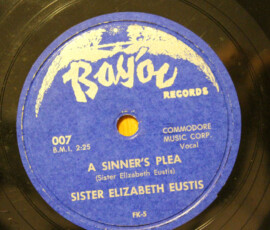 Bayou
RECORDS
007
B.M.I. 2:25
COMMODORE
MUSIC CORP.
Vocal
A SINNER'S PLEA
(Sister Elizabeth Eustis)
SISTER ELIZABETH EUSTIS
FK-5